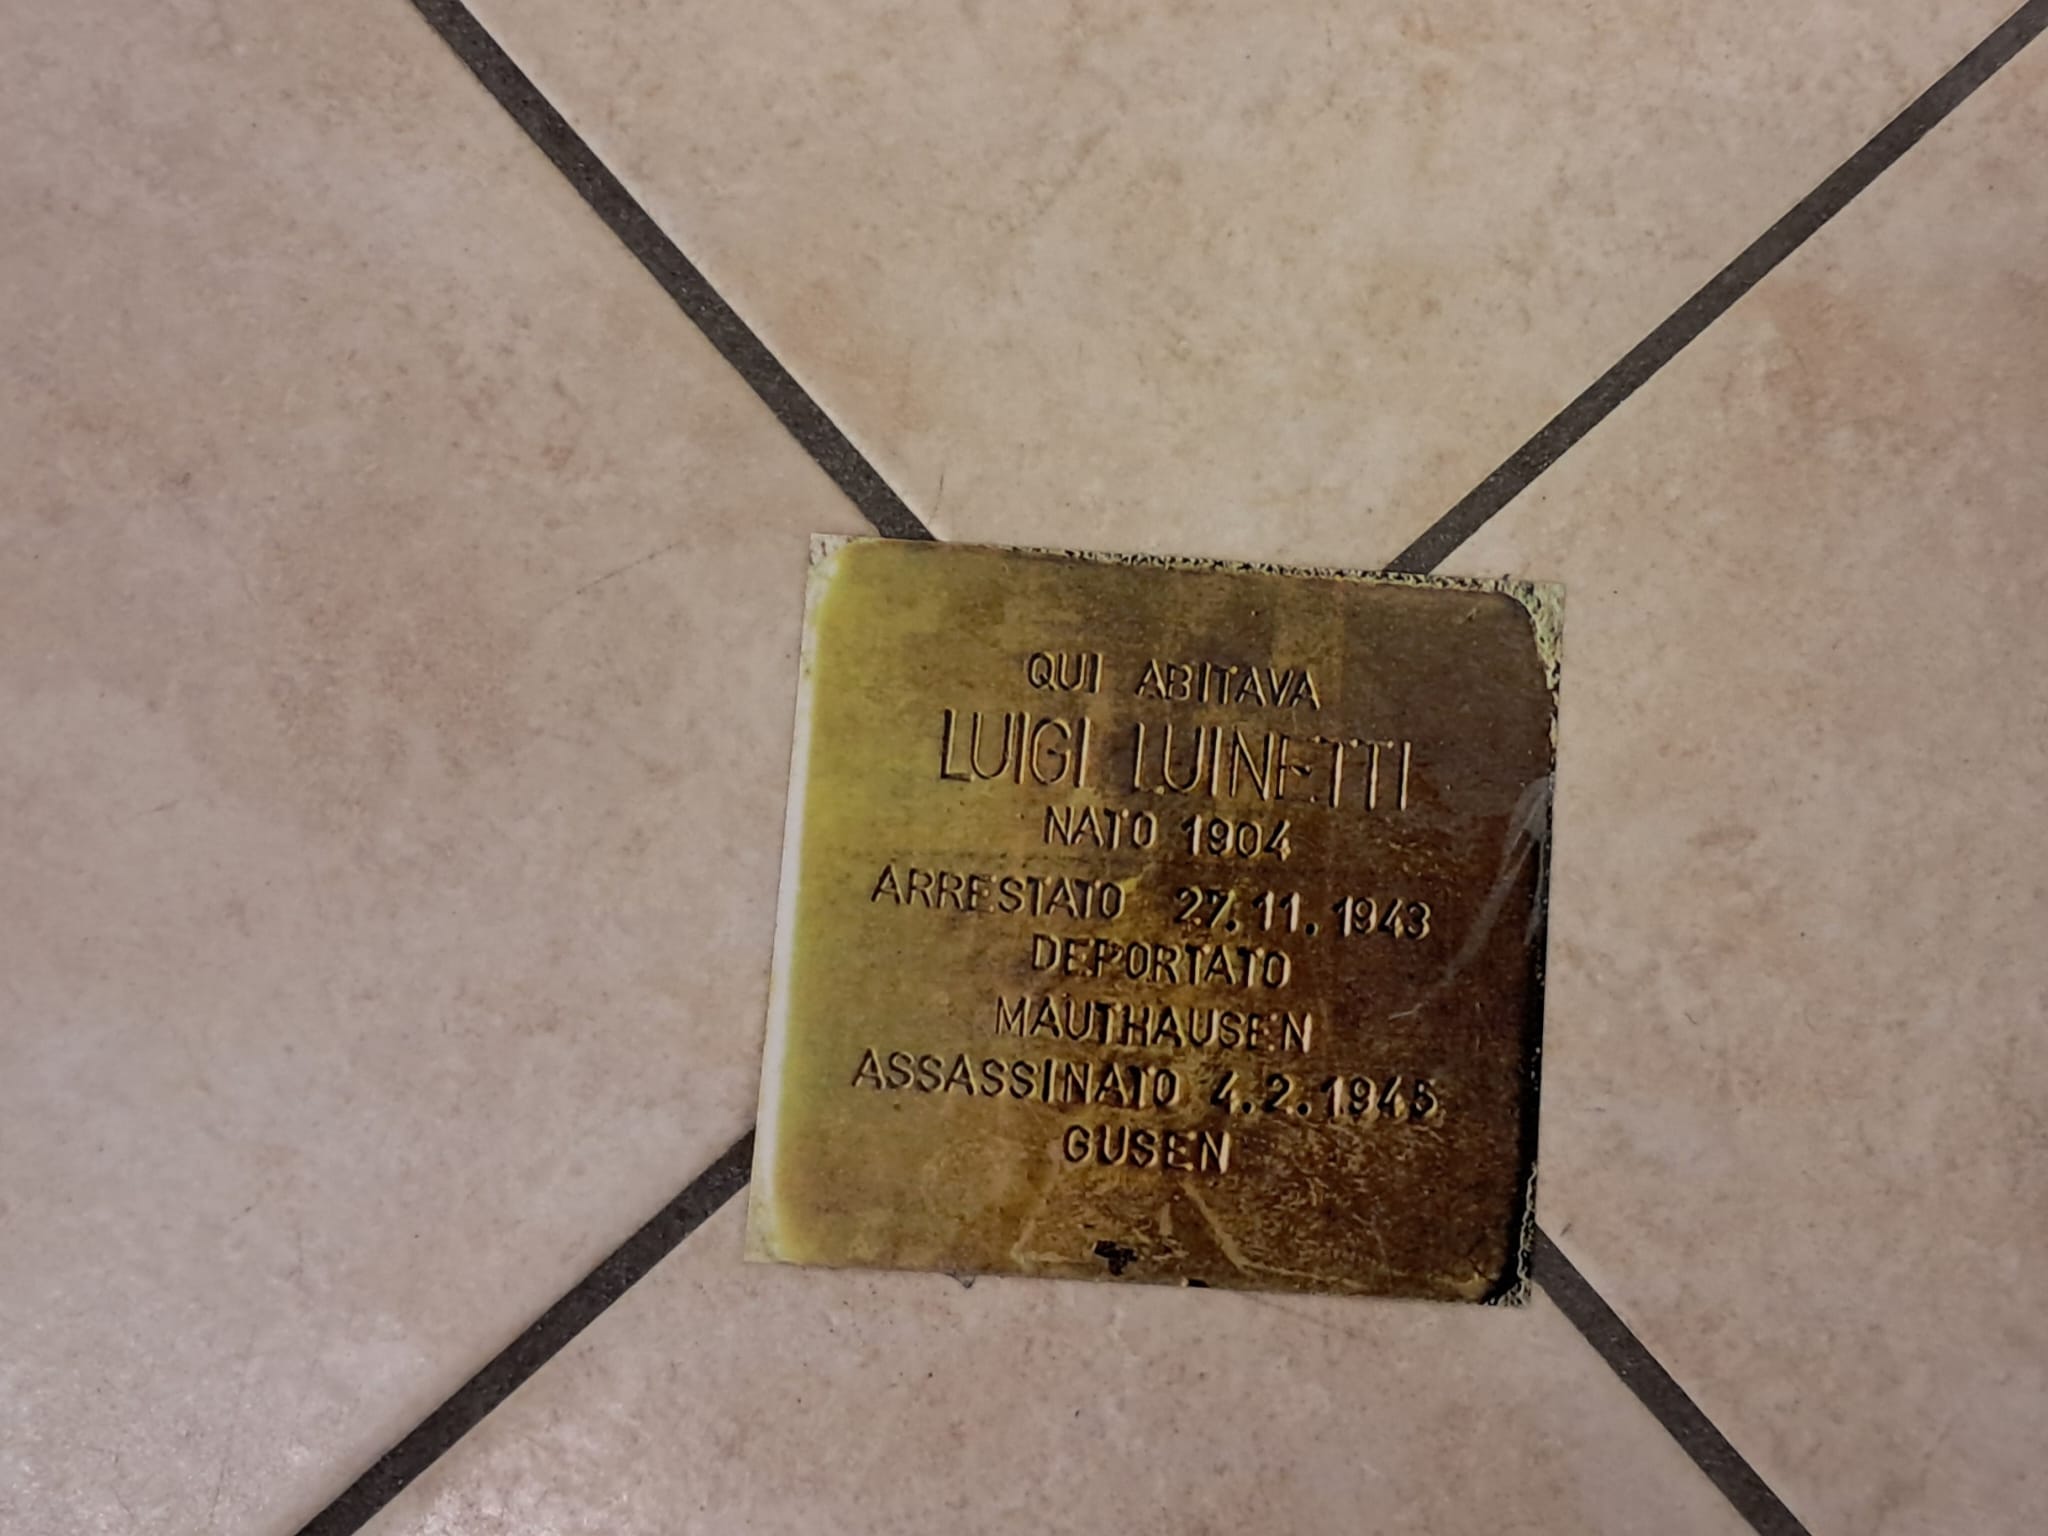 QUI ABITAVA
LUIGI LUINETTI
NATO 1904
ARRESTATO 27.11.1943
DEPORTATO
MAUTHAUSEN
ASSASSINATO 4.2.1945
GUSEN